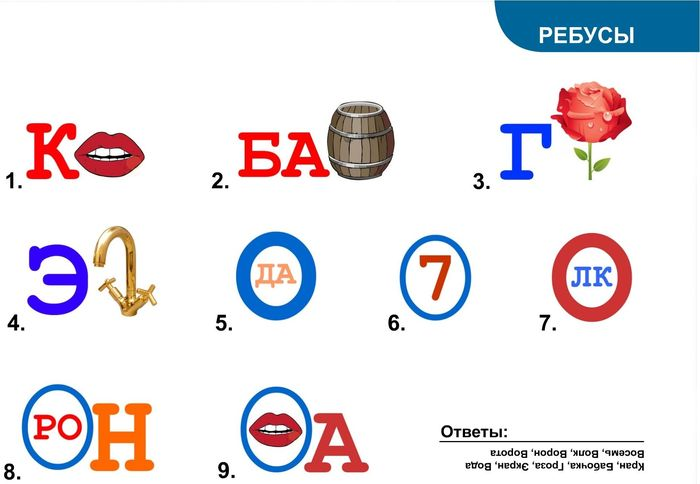 РЕБУСЫ
1. К
2. БА
3. Г
4. Э
5. ДА
6. 7
7. ЛК
8. РО Н
9. А
Ответы:
Кран, Бабочка, Гроза, Экран, Вода
Восемь, Волк, Ворон, Ворота